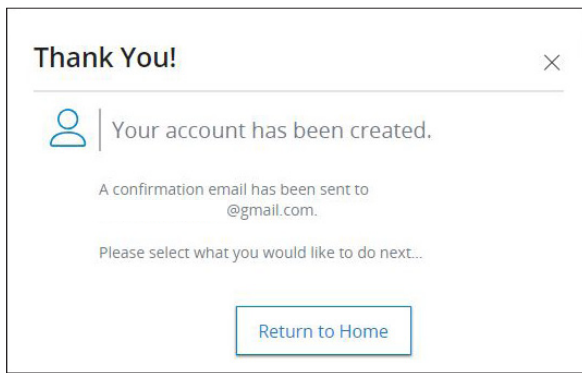 Thank You!
Your account has been created.
A confirmation email has been sent to
@gmail.com.
Please select what you would like to do next...
Return to Home